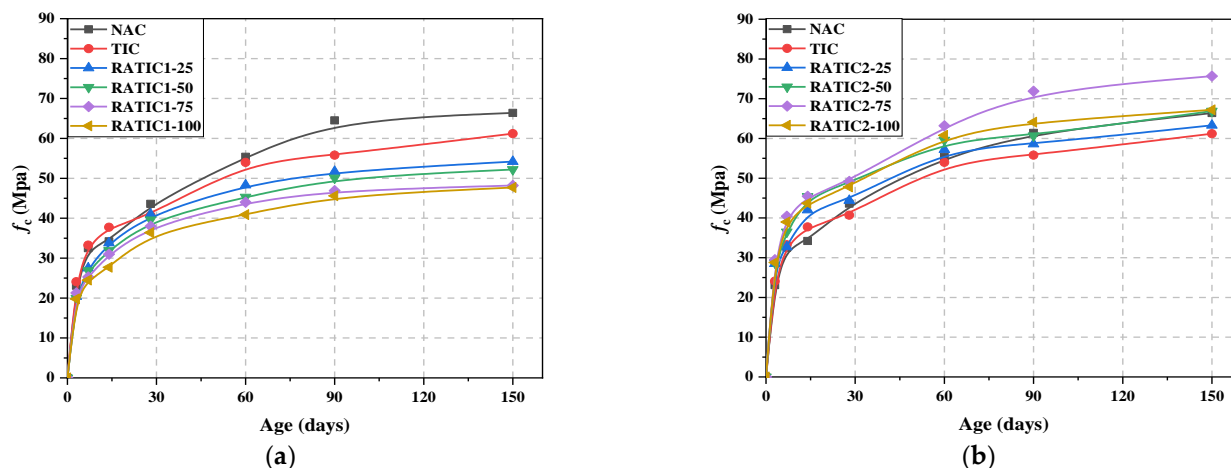 90
80
70
60
50
40
30
20
10
0
f_c (Mpa)
NAC
TIC
RATIC1-25
RATIC1-50
RATIC1-75
RATIC1-100
0 30 60 90 120 150
Age (days)
(a)
90
80
70
60
50
40
30
20
10
0
f_c (Mpa)
NAC
TIC
RATIC2-25
RATIC2-50
RATIC2-75
RATIC2-100
0 30 60 90 120 150
Age (days)
(b)